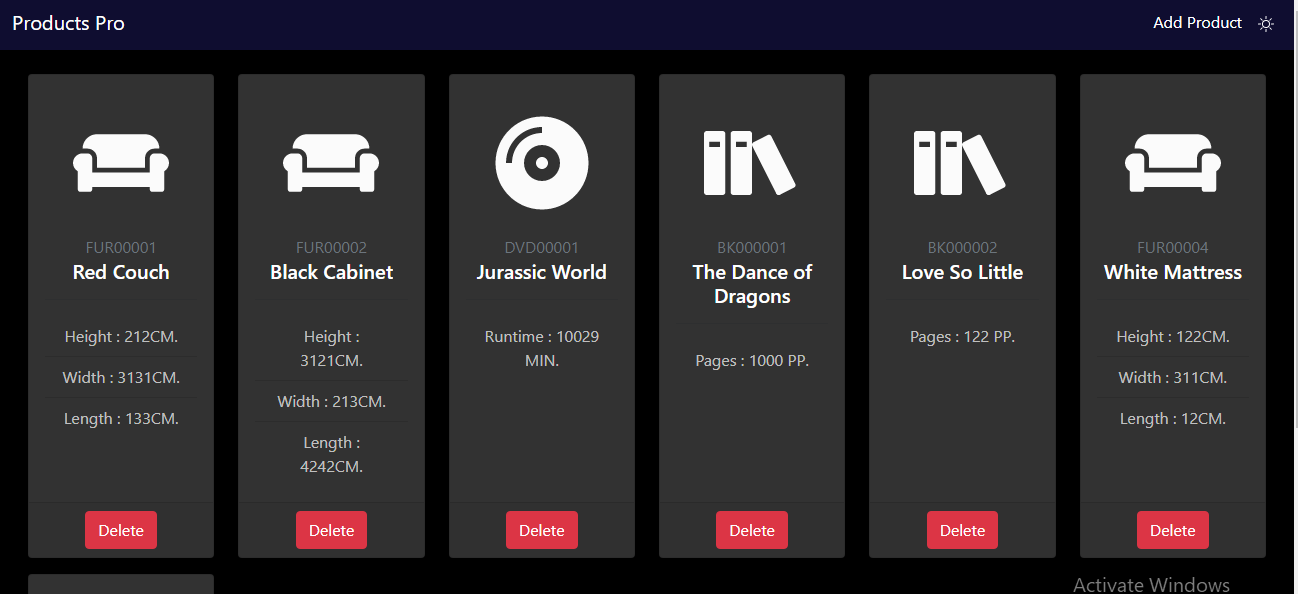 Products Pro
Add Product
FUR00001
Red Couch
Height : 212CM.
Width : 3131CM.
Length : 133CM.
Delete
FUR00002
Black Cabinet
Height :
3121CM.
Width : 213CM.
Length :
4242CM.
Delete
DVD00001
Jurassic World
Runtime : 10029
MIN.
Delete
BK000001
The Dance of
Dragons
Pages : 1000 PP.
Delete
BK000002
Love So Little
Pages : 122 PP.
Delete
FUR00004
White Mattress
Height : 122CM.
Width : 311CM.
Length : 12CM.
Delete
Activate Windows